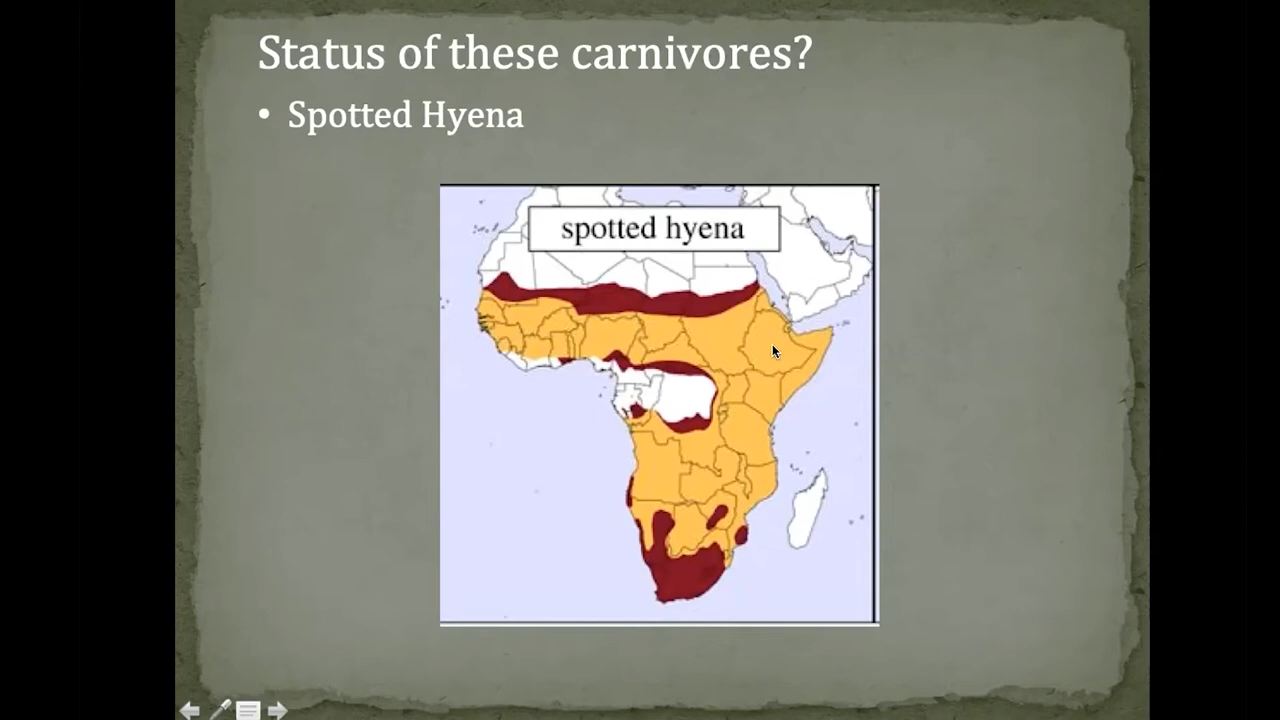 Status of these carnivores?
• Spotted Hyena
spotted hyena